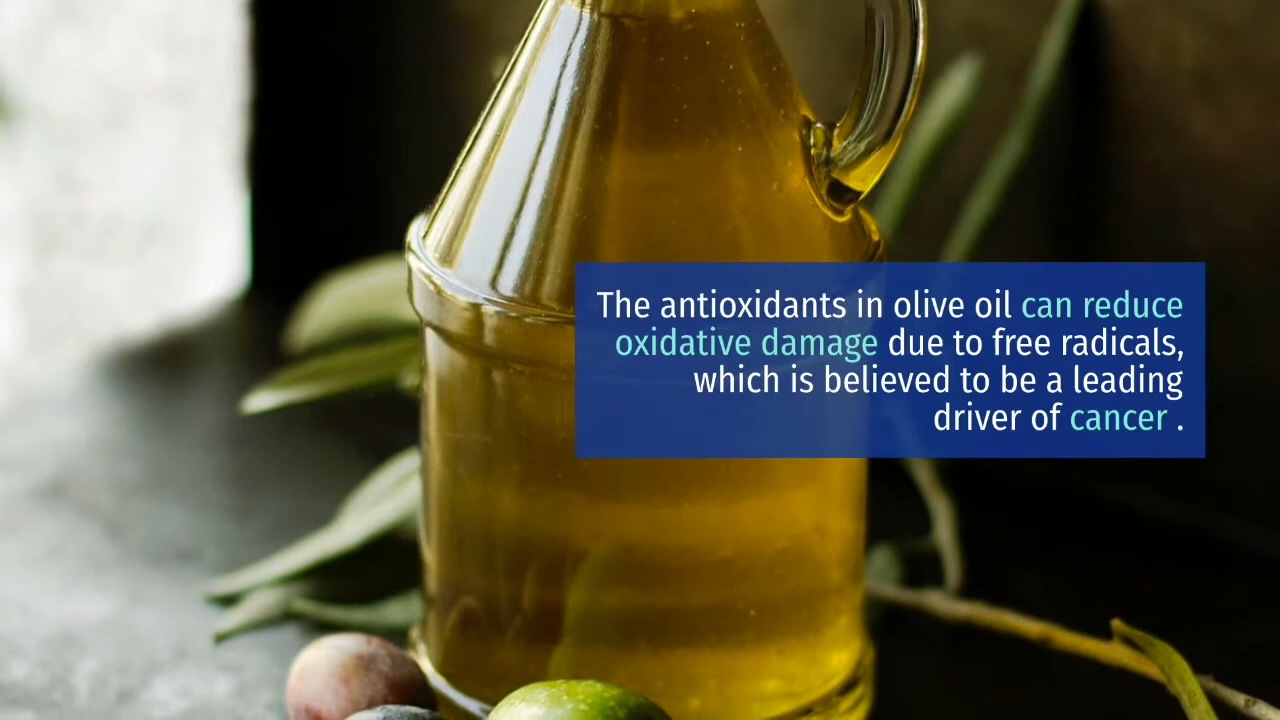 The antioxidants in olive oil can reduce
oxidative damage due to free radicals,
which is believed to be a leading
driver of cancer .